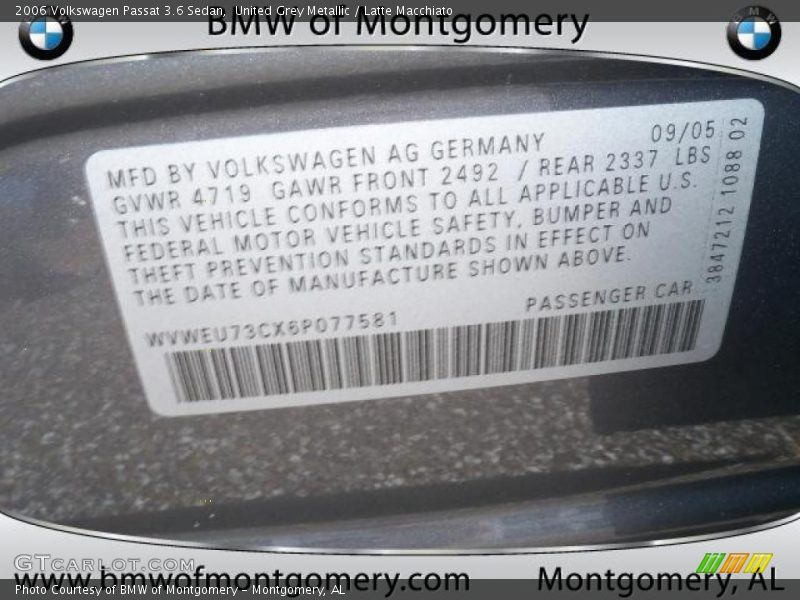 2006 Volkswagen Passat 3.6 Sedan, United Grey Metallic / Latte Macchiato
BMW of Montgomery
BMW
BMW
MFD BY VOLKSWAGEN AG GERMANY 09/05
GVWR 4719 GAWR FRONT 2492 / REAR 2337 LBS
THIS VEHICLE CONFORMS TO ALL APPLICABLE U.S.
FEDERAL MOTOR VEHICLE SAFETY, BUMPER AND
THEFT PREVENTION STANDARDS IN EFFECT ON
THE DATE OF MANUFACTURE SHOWN ABOVE.
WVWEU73CX6P077581 PASSENGER CAR
3847212 1088 02
GTCARLOT.COM
www.bmwofmontgomery.com Montgomery, AL
Photo Courtesy of BMW of Montgomery - Montgomery, AL